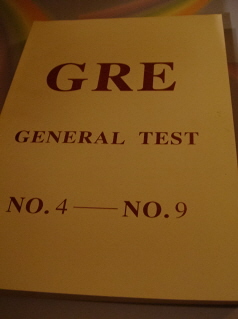 GRE
GENERAL TEST
NO. 4 —— NO. 9